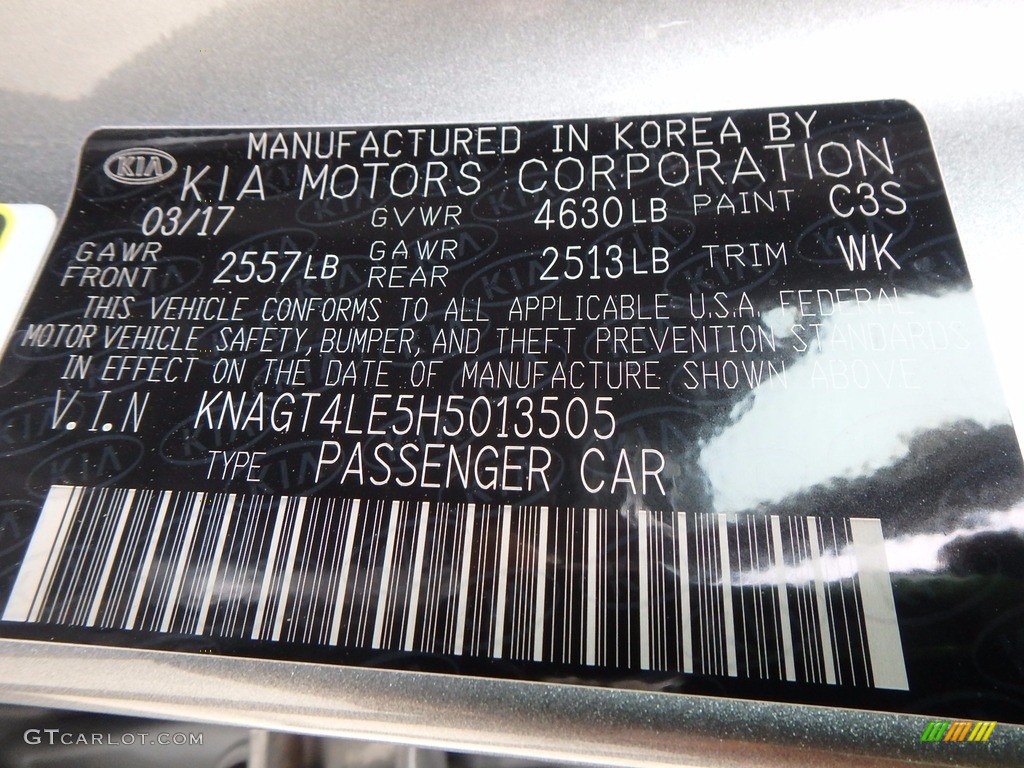 MANUFACTURED IN KOREA BY
KIA KIA MOTORS CORPORATION
03/17 GVWR 4630LB PAINT C3S
GAWR FRONT 2557LB GAWR REAR 2513LB TRIM WK
THIS VEHICLE CONFORMS TO ALL APPLICABLE U.S.A. FEDERAL
MOTOR VEHICLE SAFETY, BUMPER, AND THEFT PREVENTION STANDARDS
IN EFFECT ON THE DATE OF MANUFACTURE SHOWN ABOVE
V.I.N KNAGT4LE5H5013505
TYPE PASSENGER CAR
GTCARLOT.COM